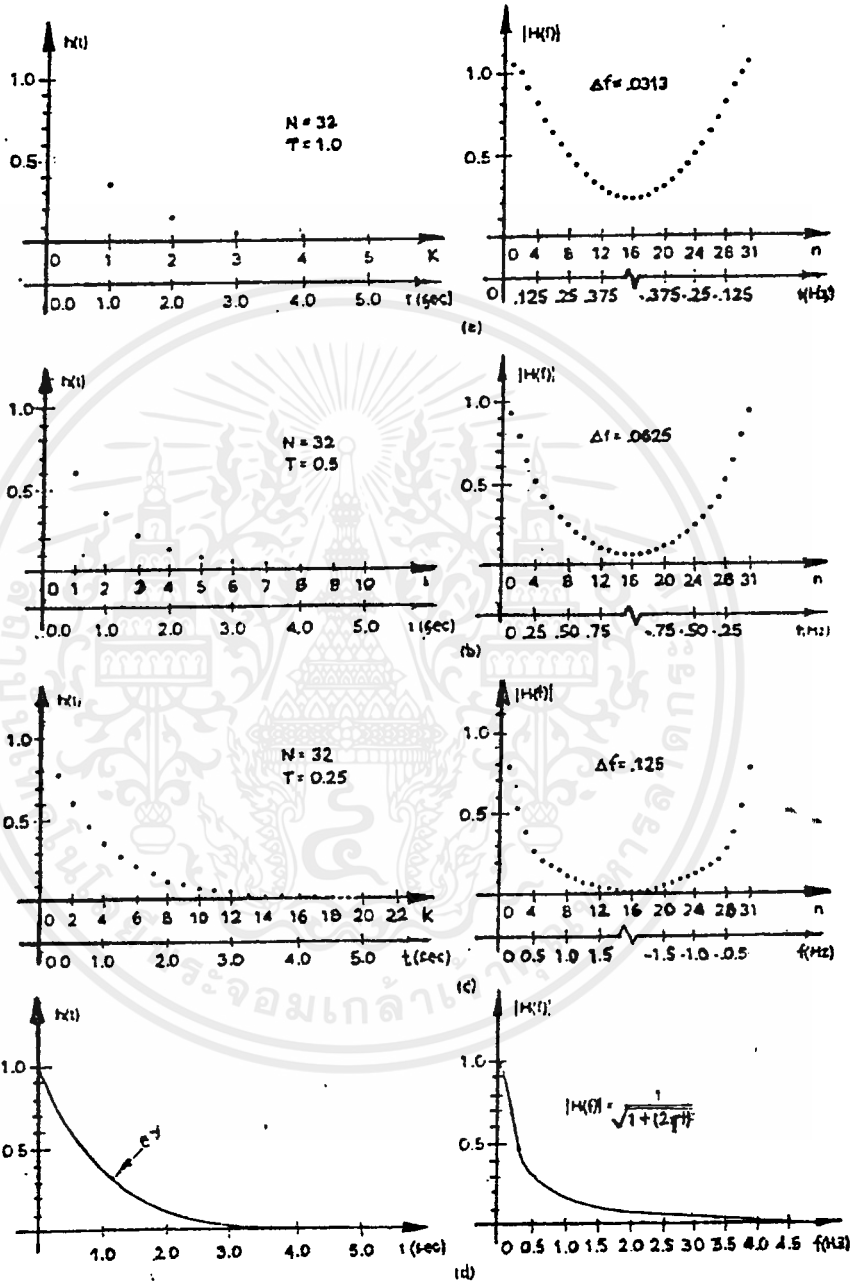 h(t)
1.0
0.5
N = 32
T = 1.0
0 1 2 3 4 5 K
0.0 1.0 2.0 3.0 4.0 5.0 t (sec)
|H(f)|
1.0
0.5
Δf= .0313
0 4 8 12 16 20 24 28 31 n
0 .125 .25 .375 -.375 -.25 -.125 f(Hz)
(a)
h(t)
1.0
0.5
N = 32
T = 0.5
0 1 2 3 4 5 6 7 8 9 10
0.0 1.0 2.0 3.0 4.0 5.0 t (sec)
|H(f)|
1.0
0.5
Δf= .0625
0 4 8 12 16 20 24 28 31 n
0 .25 .50 .75 -.75 -.50 -.25 f(Hz)
(b)
h(t)
1.0
0.5
N = 32
T = 0.25
0 2 4 6 8 10 12 14 16 18 20 22 K
0.0 1.0 2.0 3.0 4.0 5.0 t (sec)
|H(f)|
1.0
0.5
Δf= .125
0 4 8 12 16 20 24 28 31 n
0 0.5 1.0 1.5 -1.5 -1.0 -0.5 f(Hz)
(c)
h(t)
1.0
0.5
1.0 2.0 3.0 4.0 5.0 t (sec)
|H(f)|
1.0
0.5
0 0.5 1.0 1.5 2.0 2.5 3.0 3.5 4.0 4.5 f(Hz)
(d)